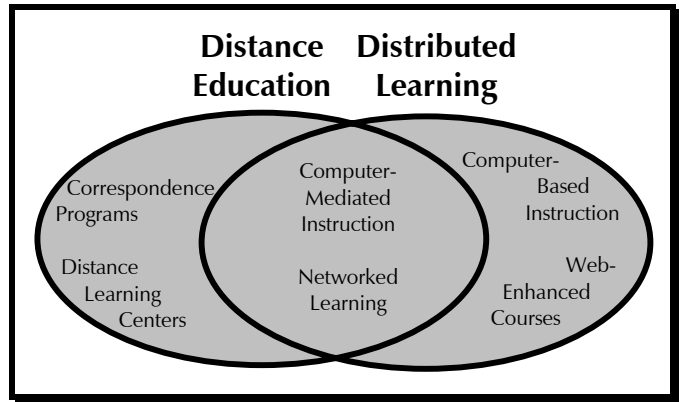 Distance Education
Distributed Learning
Correspondence
Programs
Distance
Learning
Centers
Computer-
Mediated
Instruction
Networked
Learning
Computer-
Based
Instruction
Web-
Enhanced
Courses